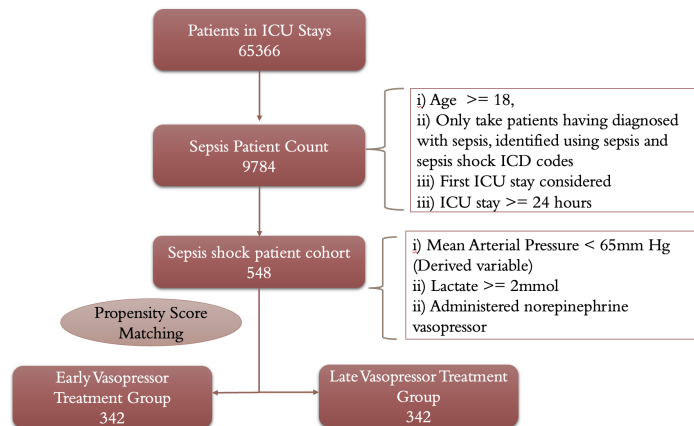 Patients in ICU Stays
65366
i) Age >= 18,
ii) Only take patients having diagnosed
with sepsis, identified using sepsis and
sepsis shock ICD codes
iii) First ICU stay considered
iii) ICU stay >= 24 hours
Sepsis Patient Count
9784
i) Mean Arterial Pressure < 65mm Hg
(Derived variable)
ii) Lactate >= 2mmol
ii) Administered norepinephrine
vasopressor
Sepsis shock patient cohort
548
Propensity Score
Matching
Early Vasopressor
Treatment Group
342
Late Vasopressor Treatment
Group
342